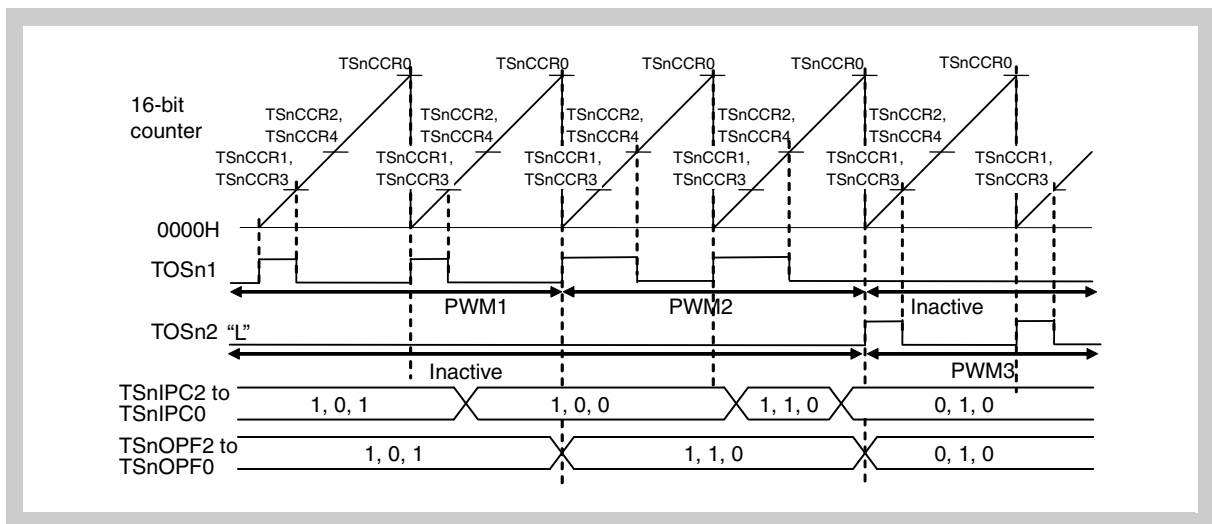 TSnCCR0 TSnCCR0 TSnCCR0 TSnCCR0 TSnCCR0
16-bit
counter
TSnCCR2, TSnCCR2, TSnCCR2, TSnCCR2, TSnCCR2,
TSnCCR4 TSnCCR4 TSnCCR4 TSnCCR4 TSnCCR4
TSnCCR1, TSnCCR1, TSnCCR1, TSnCCR1, TSnCCR1, TSnCCR1,
TSnCCR3 TSnCCR3 TSnCCR3 TSnCCR3 TSnCCR3 TSnCCR3
0000H
TOSn1
PWM1 PWM2 Inactive
TOSn2 “L”
Inactive PWM3
TSnIPC2 to
TSnIPC0
1, 0, 1 1, 0, 0 1, 1, 0 0, 1, 0
TSnOPF2 to
TSnOPF0
1, 0, 1 1, 1, 0 0, 1, 0